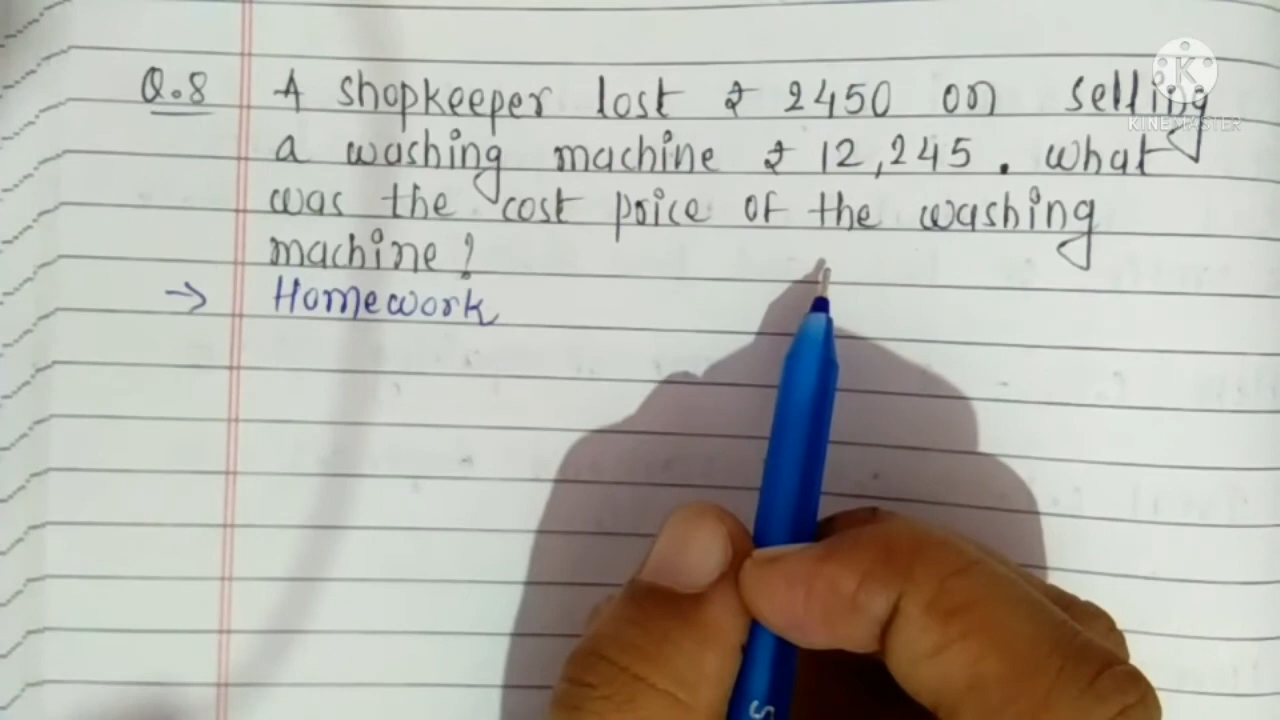 Q.8 A shopkeeper lost ₹ 2450 on selling
a washing machine ₹ 12,245. what
was the cost price of the washing
machine?
→ Homework
K
KINEMASTER
S